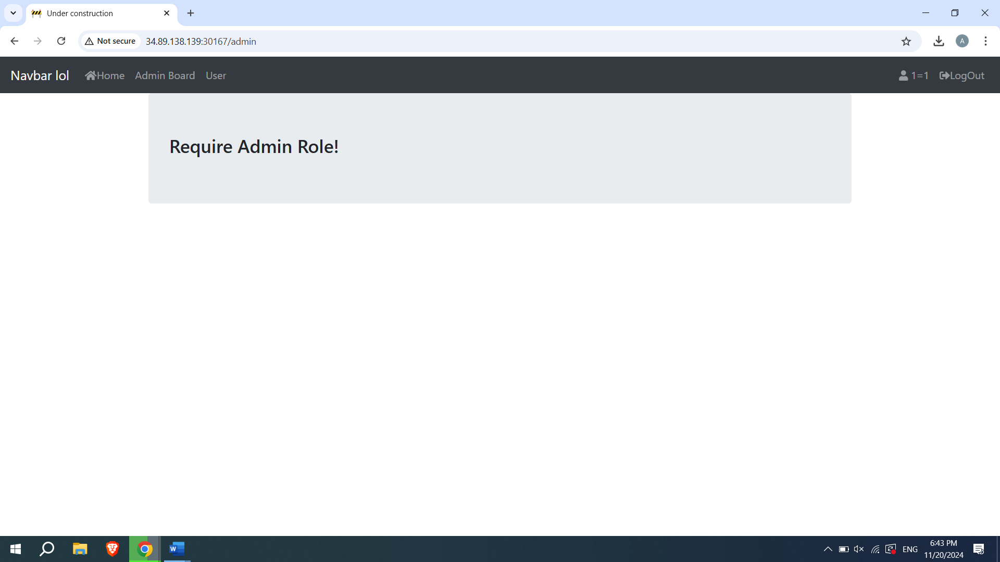 Under construction
Not secure 34.89.138.139:30167/admin A
Navbar lol Home Admin Board User 1=1 LogOut
Require Admin Role!
W ENG 6:43 PM
11/20/2024